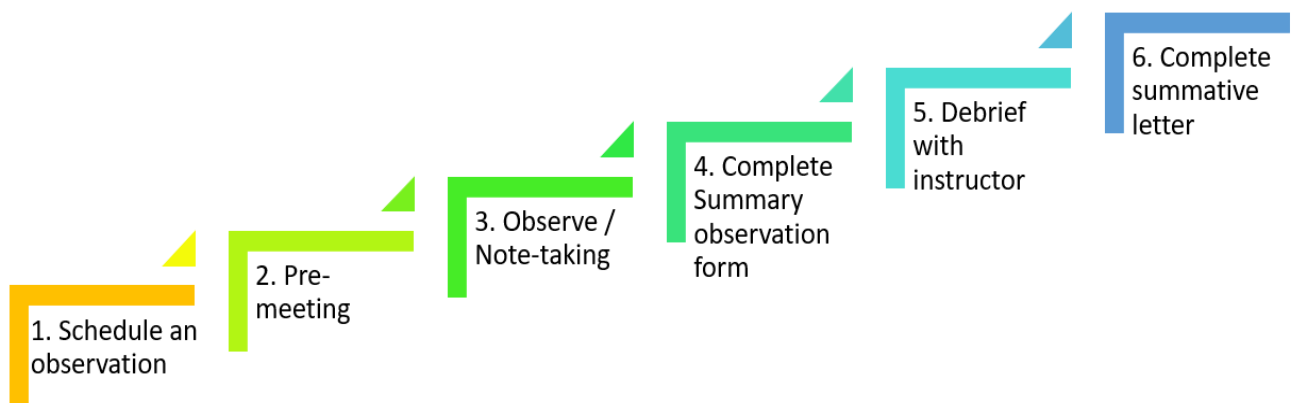 1. Schedule an
observation
2. Pre-
meeting
3. Observe /
Note-taking
4. Complete
Summary
observation
form
5. Debrief
with
instructor
6. Complete
summative
letter